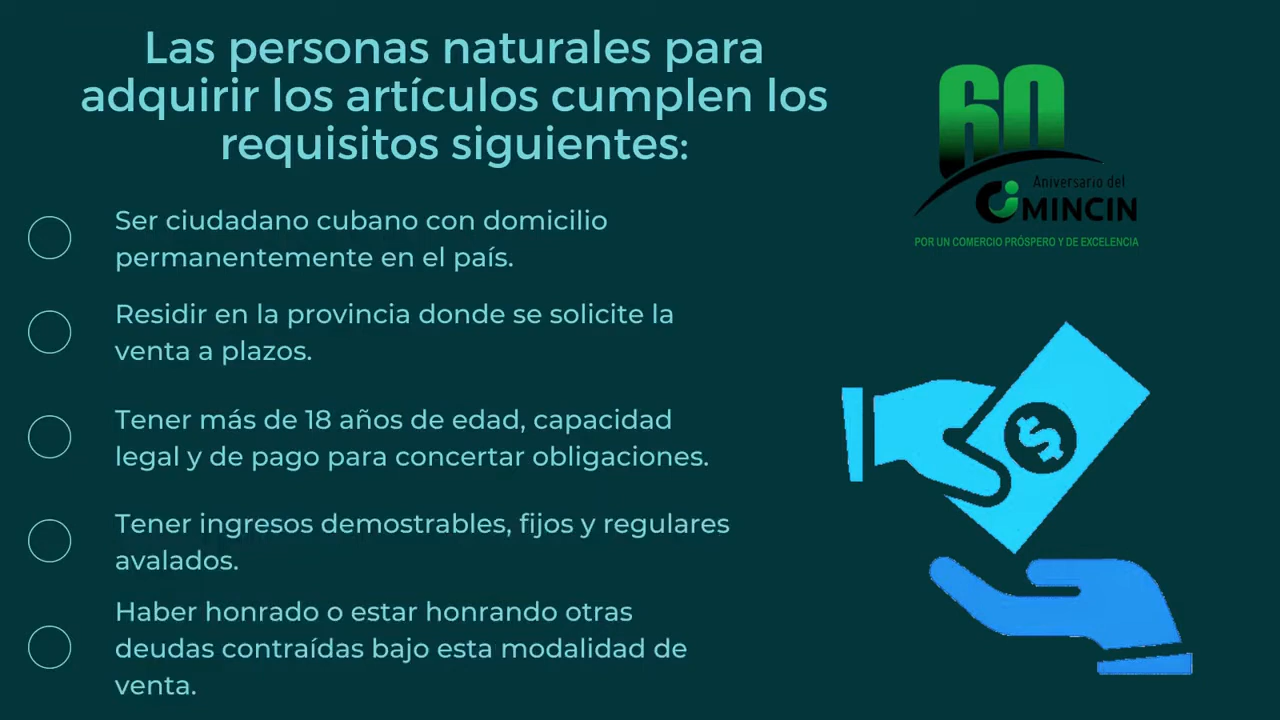 Las personas naturales para
adquirir los artículos cumplen los
requisitos siguientes:
Ser ciudadano cubano con domicilio
permanentemente en el país.
Residir en la provincia donde se solicite la
venta a plazos.
Tener más de 18 años de edad, capacidad
legal y de pago para concertar obligaciones.
Tener ingresos demostrables, fijos y regulares
avalados.
Haber honrado o estar honrando otras
deudas contraídas bajo esta modalidad de
venta.
60
Aniversario del
MINCIN
POR UN COMERCIO PRÓSPERO Y DE EXCELENCIA
$